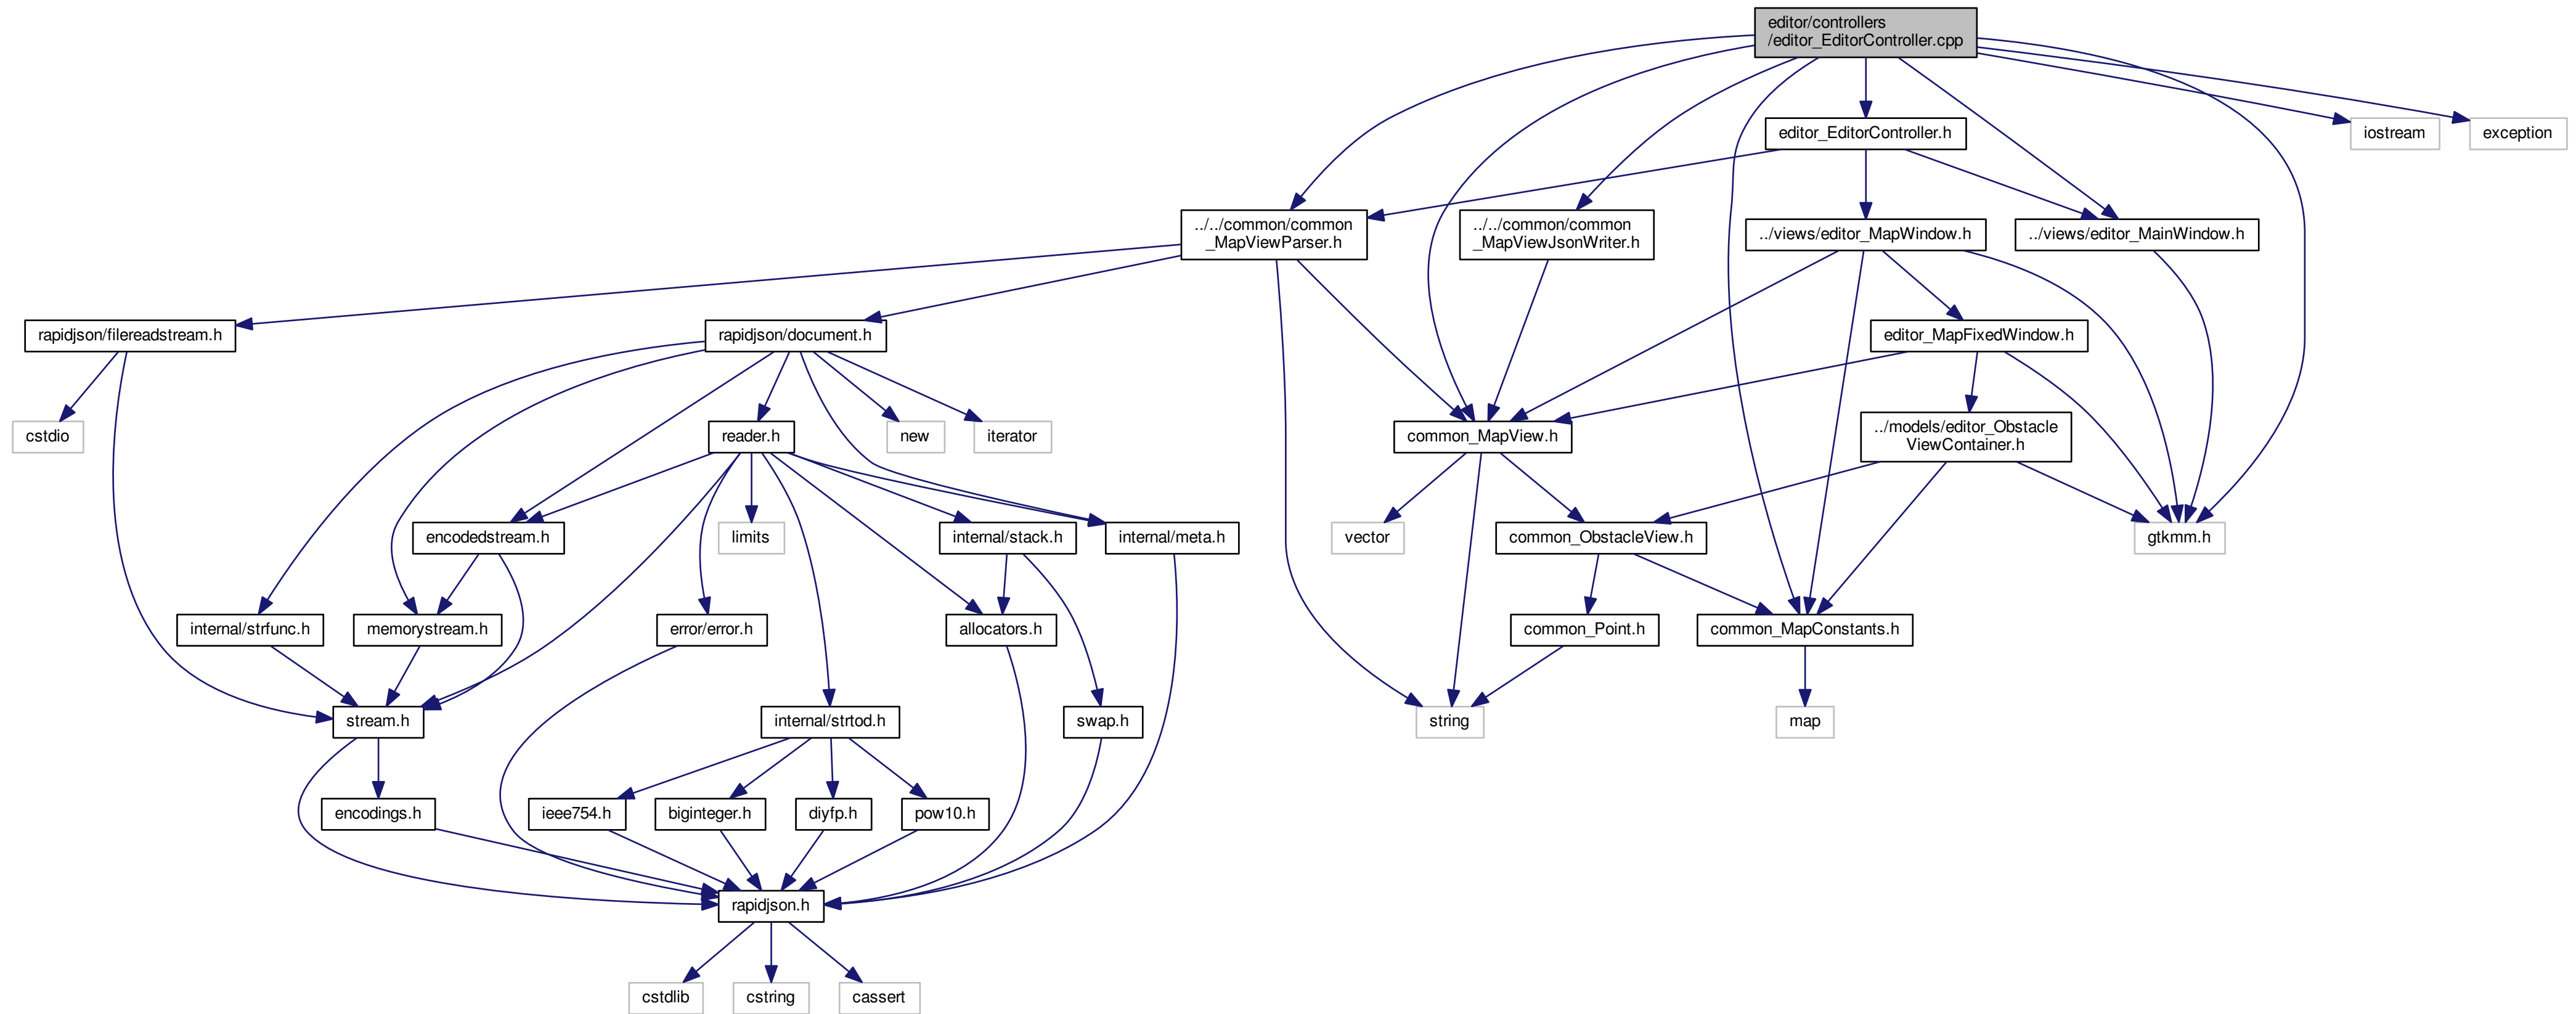 editor/controllers
/editor_EditorController.cpp
editor_EditorController.h
iostream
exception
../../common/common
_MapViewParser.h
../../common/common
_MapViewJsonWriter.h
../views/editor_MapWindow.h
../views/editor_MainWindow.h
rapidjson/filereadstream.h
rapidjson/document.h
editor_MapFixedWindow.h
cstdio
reader.h
new
iterator
common_MapView.h
../models/editor_Obstacle
ViewContainer.h
encodedstream.h
limits
internal/stack.h
internal/meta.h
vector
common_ObstacleView.h
gtkmm.h
internal/strfunc.h
memorystream.h
error/error.h
allocators.h
common_Point.h
common_MapConstants.h
stream.h
internal/strtod.h
swap.h
string
map
encodings.h
ieee754.h
biginteger.h
diyfp.h
pow10.h
rapidjson.h
cstdlib
cstring
cassert